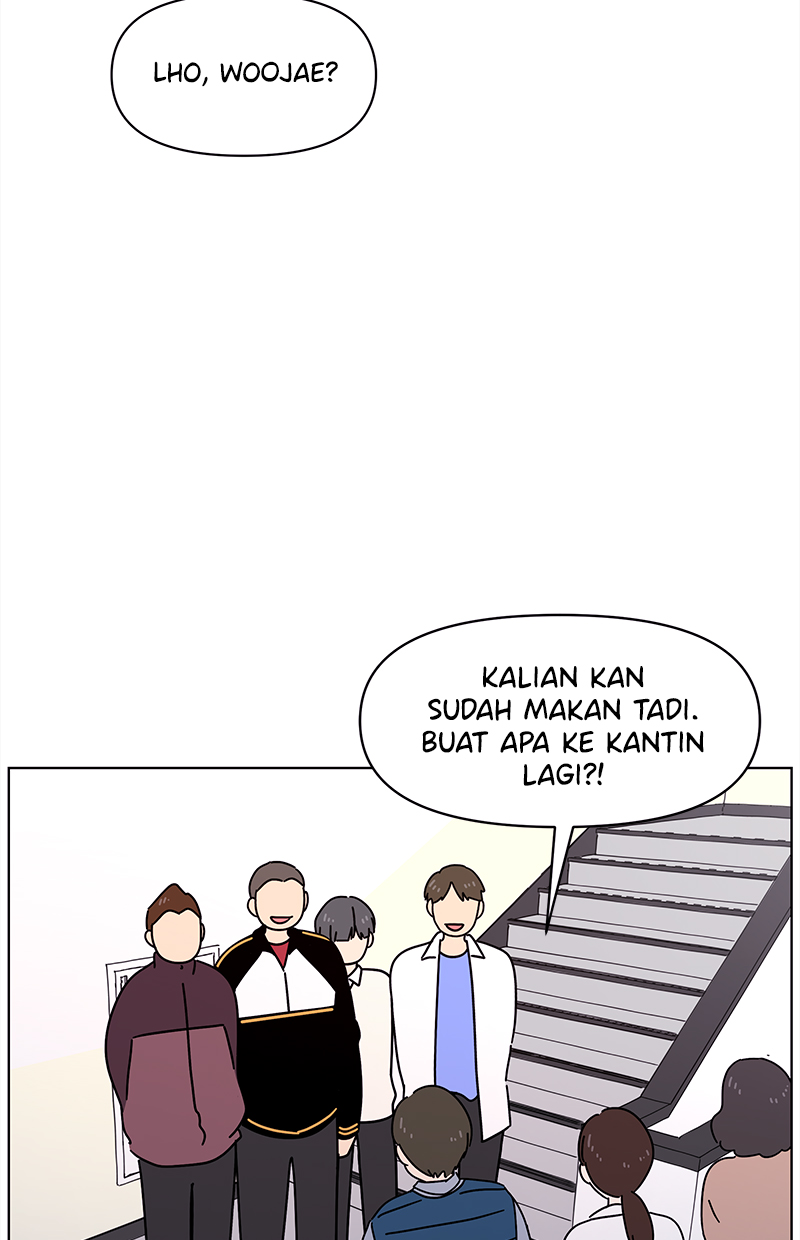 LHO, WOOJAE?
KALIAN KAN
SUDAH MAKAN TADI.
BUAT APA KE KANTIN
LAGI?!